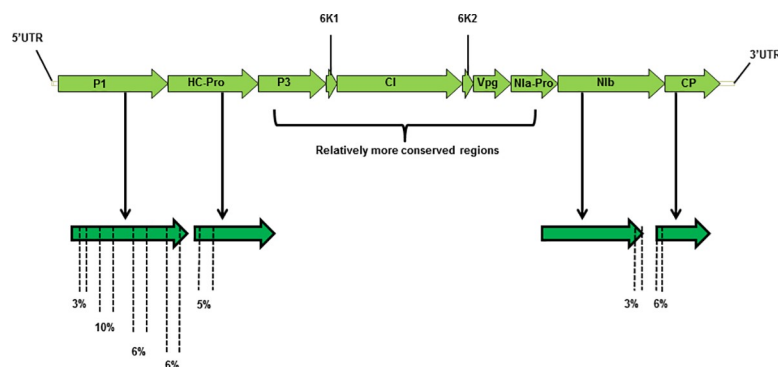 6K1 6K2
5'UTR 3'UTR
P1 HC-Pro P3 CI Vpg NIa-Pro NIb CP
Relatively more conserved regions
3% 5% 3% 6%
10%
6%
6%